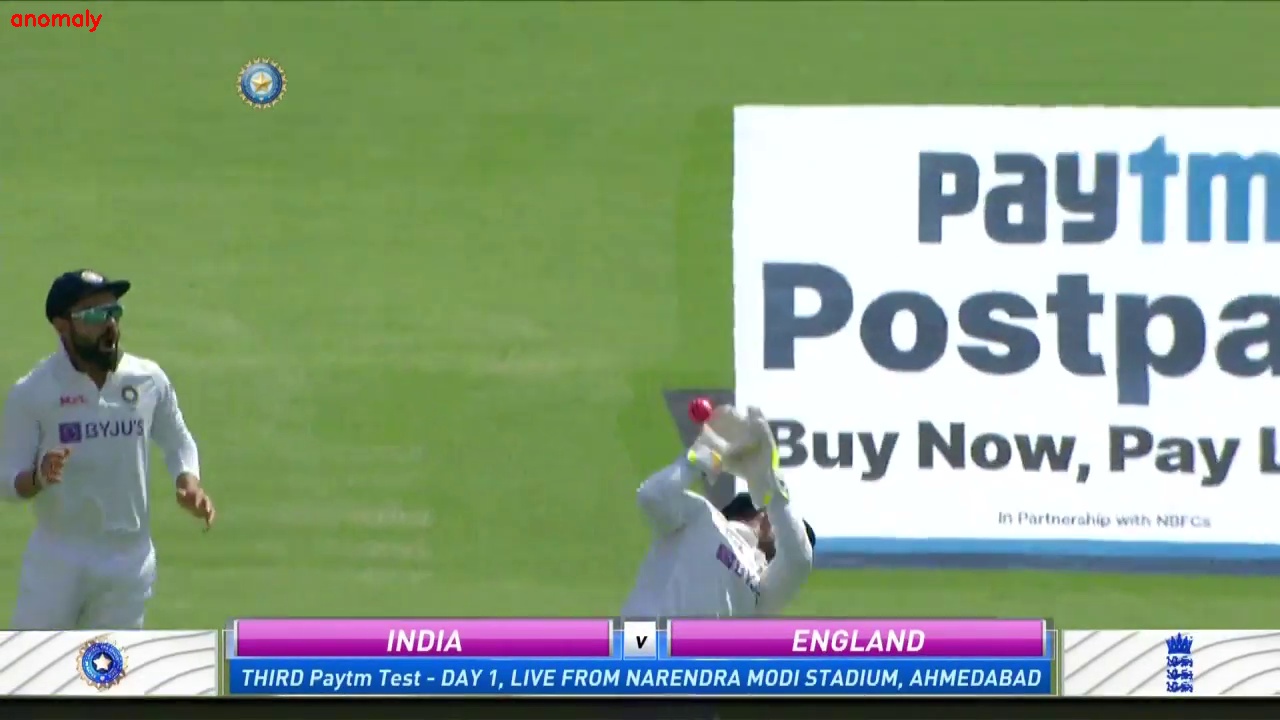 anomaly
paytm
Postpa
Buy Now, Pay L
In Partnership with NBFCs
BYJU'S
BYJ
INDIA v ENGLAND
THIRD Paytm Test - DAY 1, LIVE FROM NARENDRA MODI STADIUM, AHMEDABAD